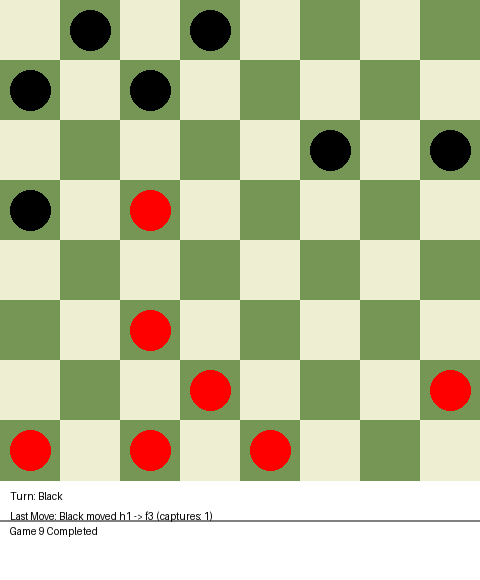 Turn: Black
Last Move: Black moved h1 -> f3 (captures: 1)
Game 9 Completed